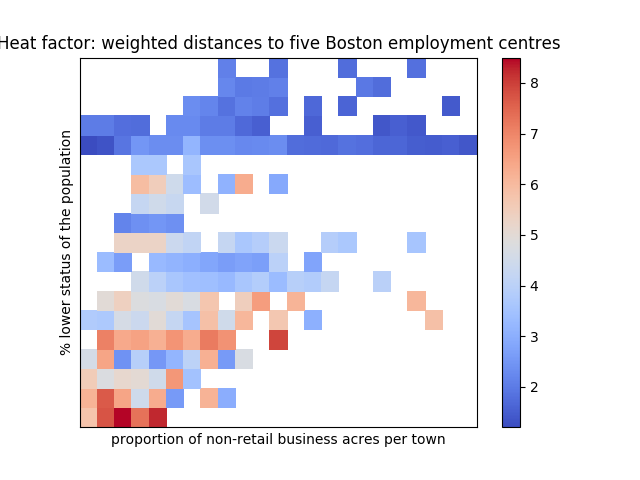 Heat factor: weighted distances to five Boston employment centres
% lower status of the population
proportion of non-retail business acres per town
8
7
6
5
4
3
2